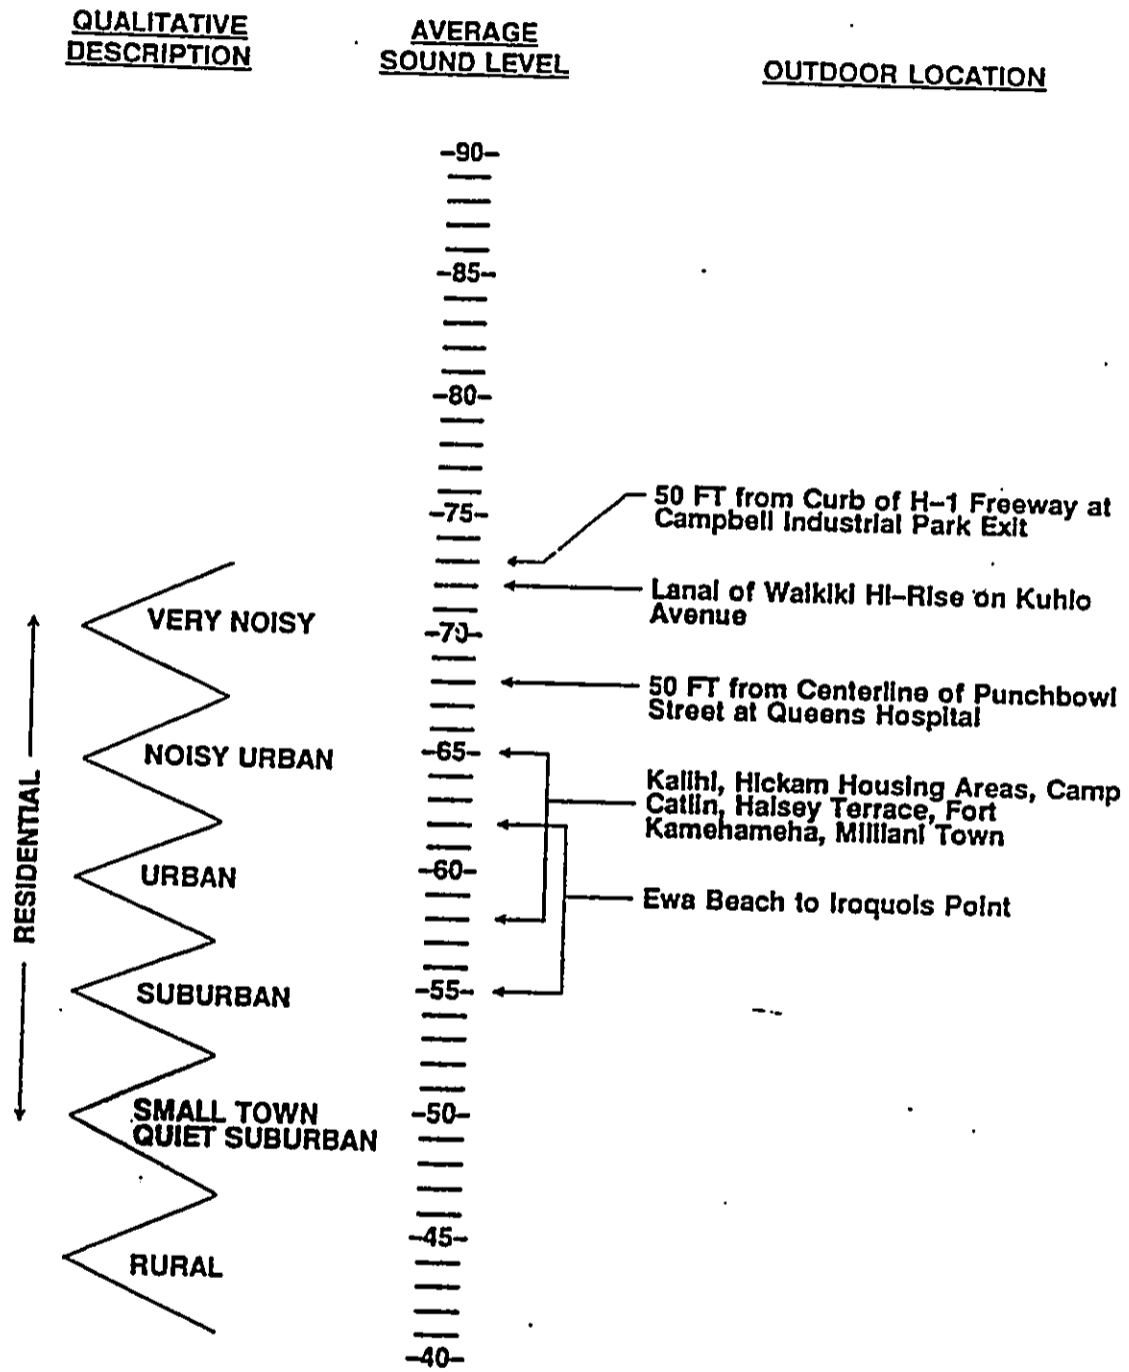 QUALITATIVE
DESCRIPTION
AVERAGE
SOUND LEVEL
OUTDOOR LOCATION
-90-
-85-
-80-
-75-
-70-
-65-
-60-
-55-
-50-
-45-
-40-
RESIDENTIAL
VERY NOISY
NOISY URBAN
URBAN
SUBURBAN
SMALL TOWN
QUIET SUBURBAN
RURAL
50 FT from Curb of H-1 Freeway at
Campbell Industrial Park Exit
Lanai of Waikiki Hi-Rise on Kuhio
Avenue
50 FT from Centerline of Punchbowl
Street at Queens Hospital
Kalihi, Hickam Housing Areas, Camp
Catlin, Halsey Terrace, Fort
Kamehameha, Mililani Town
Ewa Beach to Iroquois Point